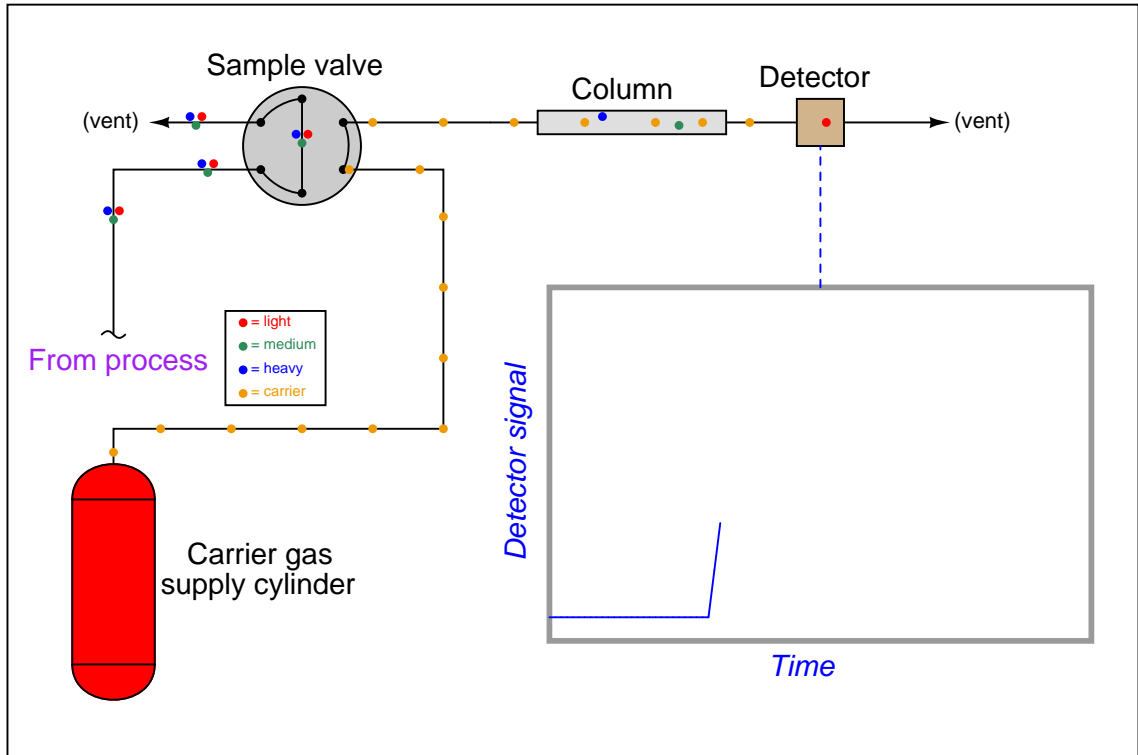 Sample valve
Column
Detector
(vent)
(vent)
= light
= medium
= heavy
= carrier
From process
Detector signal
Carrier gas
supply cylinder
Time